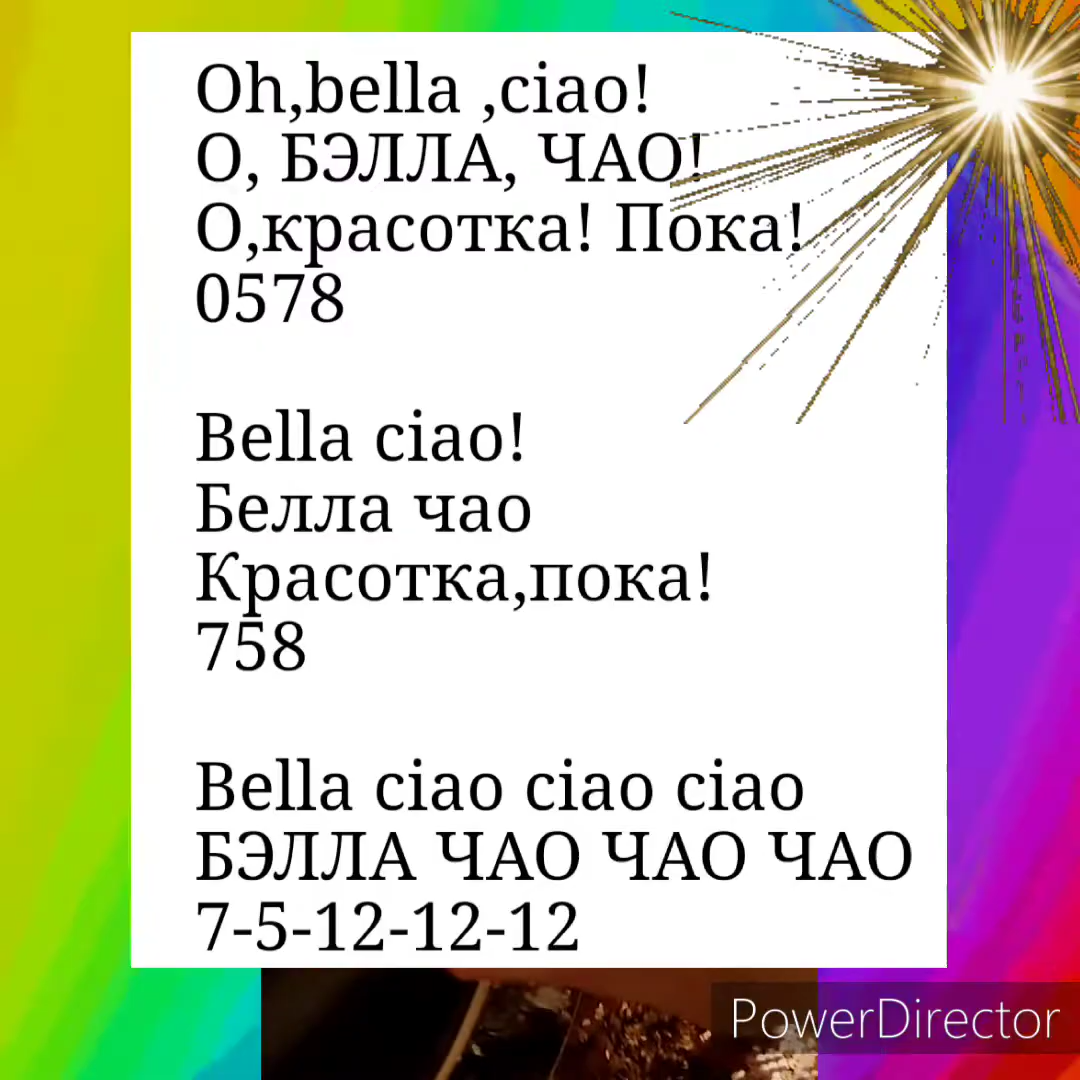 Oh,bella ,ciao!
О, БЭЛЛА, ЧАО!
О,красотка! Пока!
0578
Bella ciao!
Белла чао
Красотка,пока!
758
Bella ciao ciao ciao
БЭЛЛА ЧАО ЧАО ЧАО
7-5-12-12-12
PowerDirector